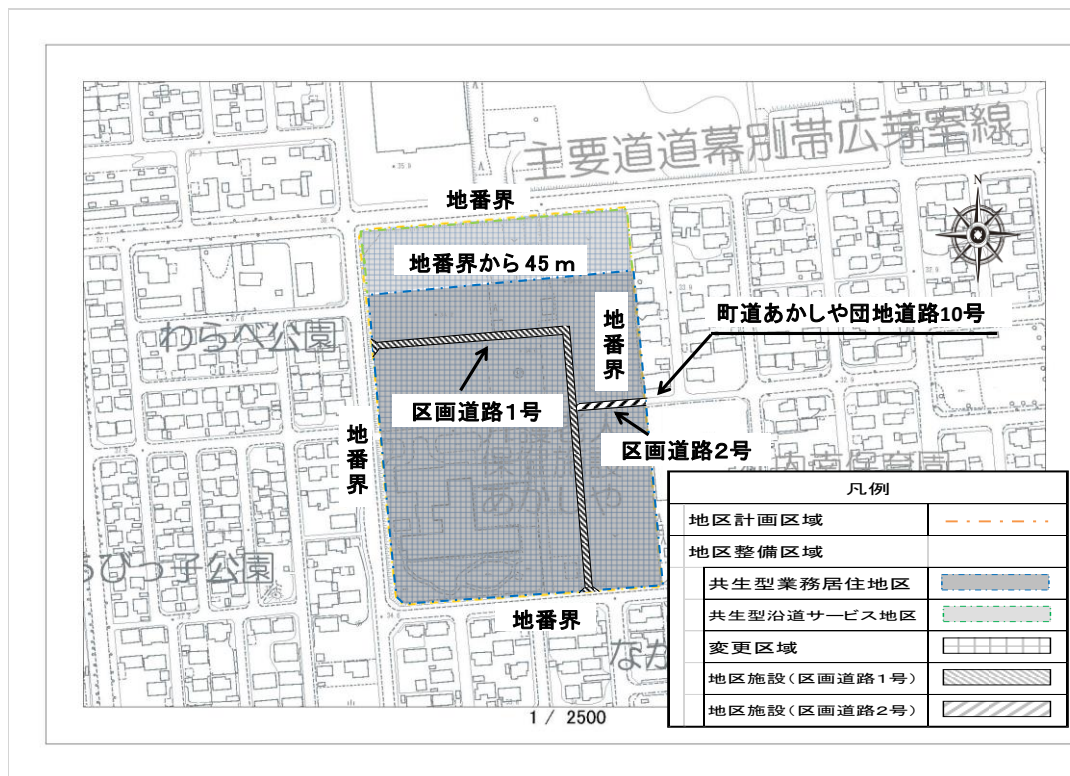 主要道道幕別帯広芽室線
地番界
N
地番界から45m
地番界
町道あかしや団地道路10号
わらべ公園
区画道路1号
区画道路2号
地番界
保育
あかしや
内南保育園
びっ子公園
地番界
なか
1 / 2500
凡例
地区計画区域
地区整備区域
共生型業務居住地区
共生型沿道サービス地区
変更区域
地区施設(区画道路1号)
地区施設(区画道路2号)